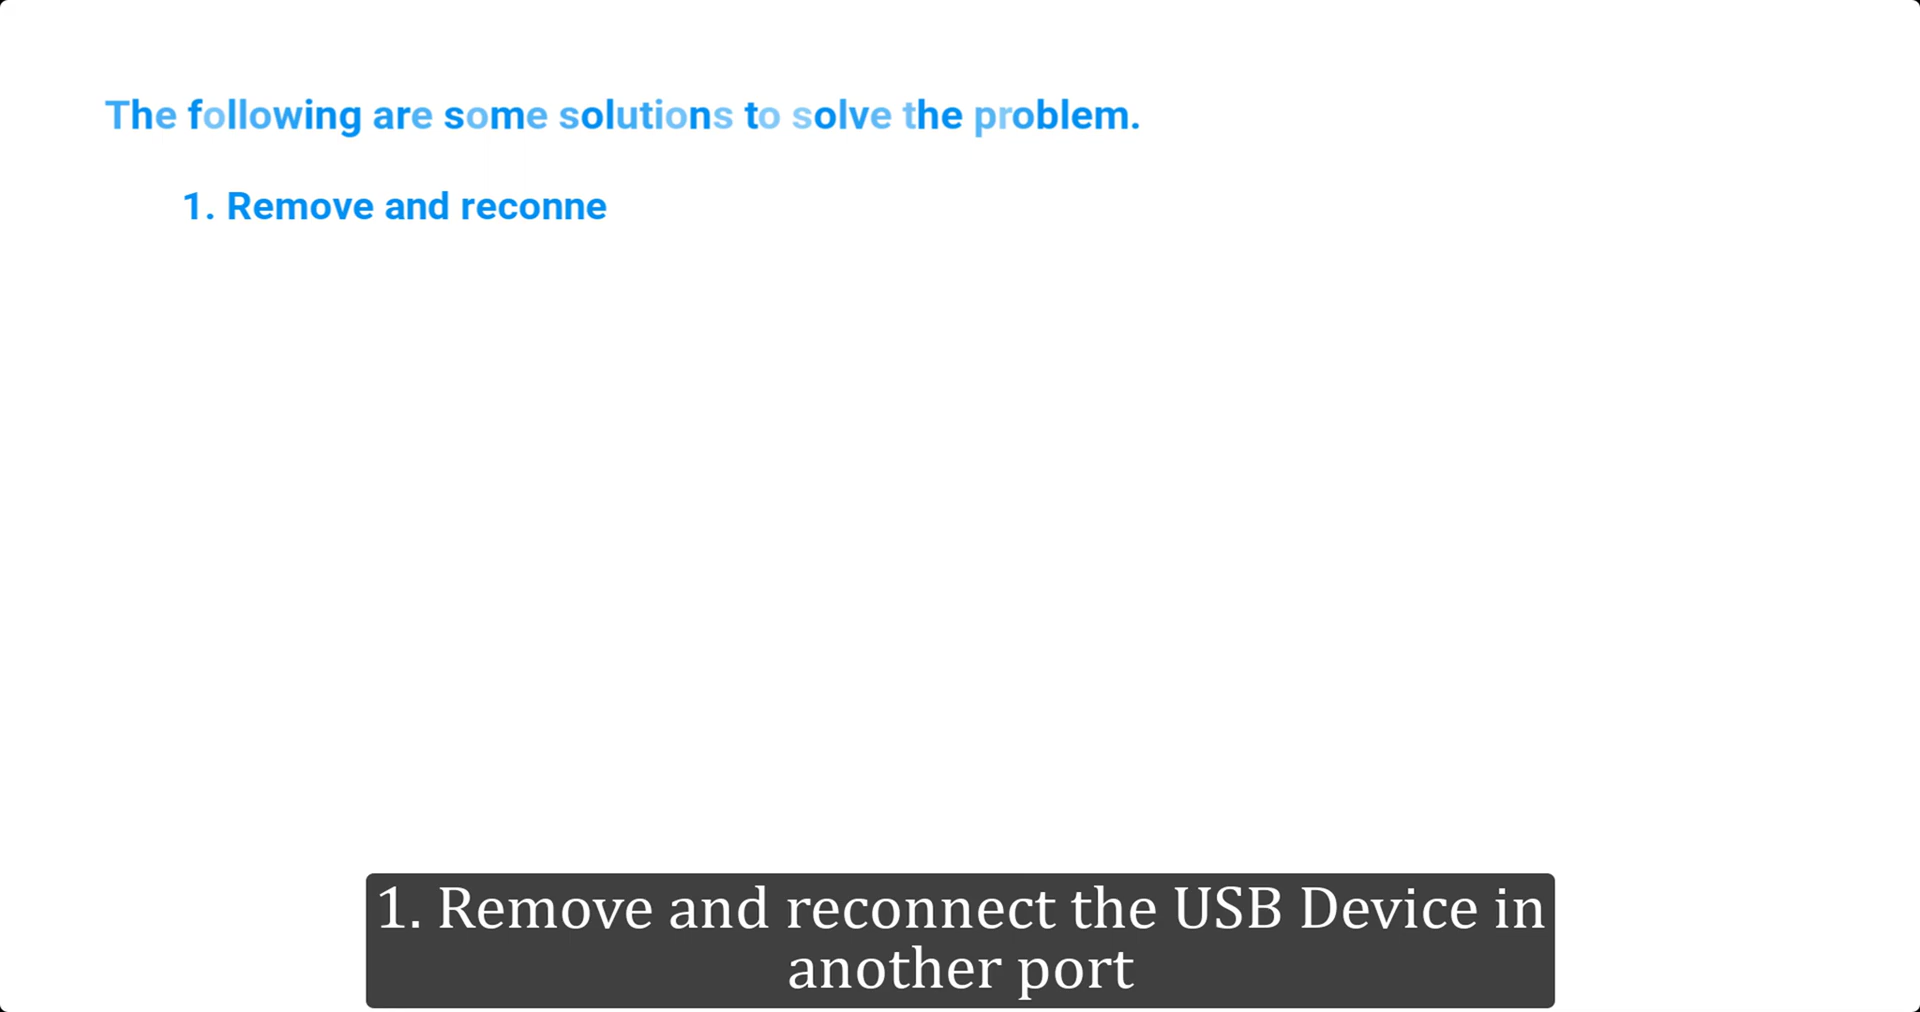 The following are some solutions to solve the problem.
1. Remove and reconne
1. Remove and reconnect the USB Device in
another port